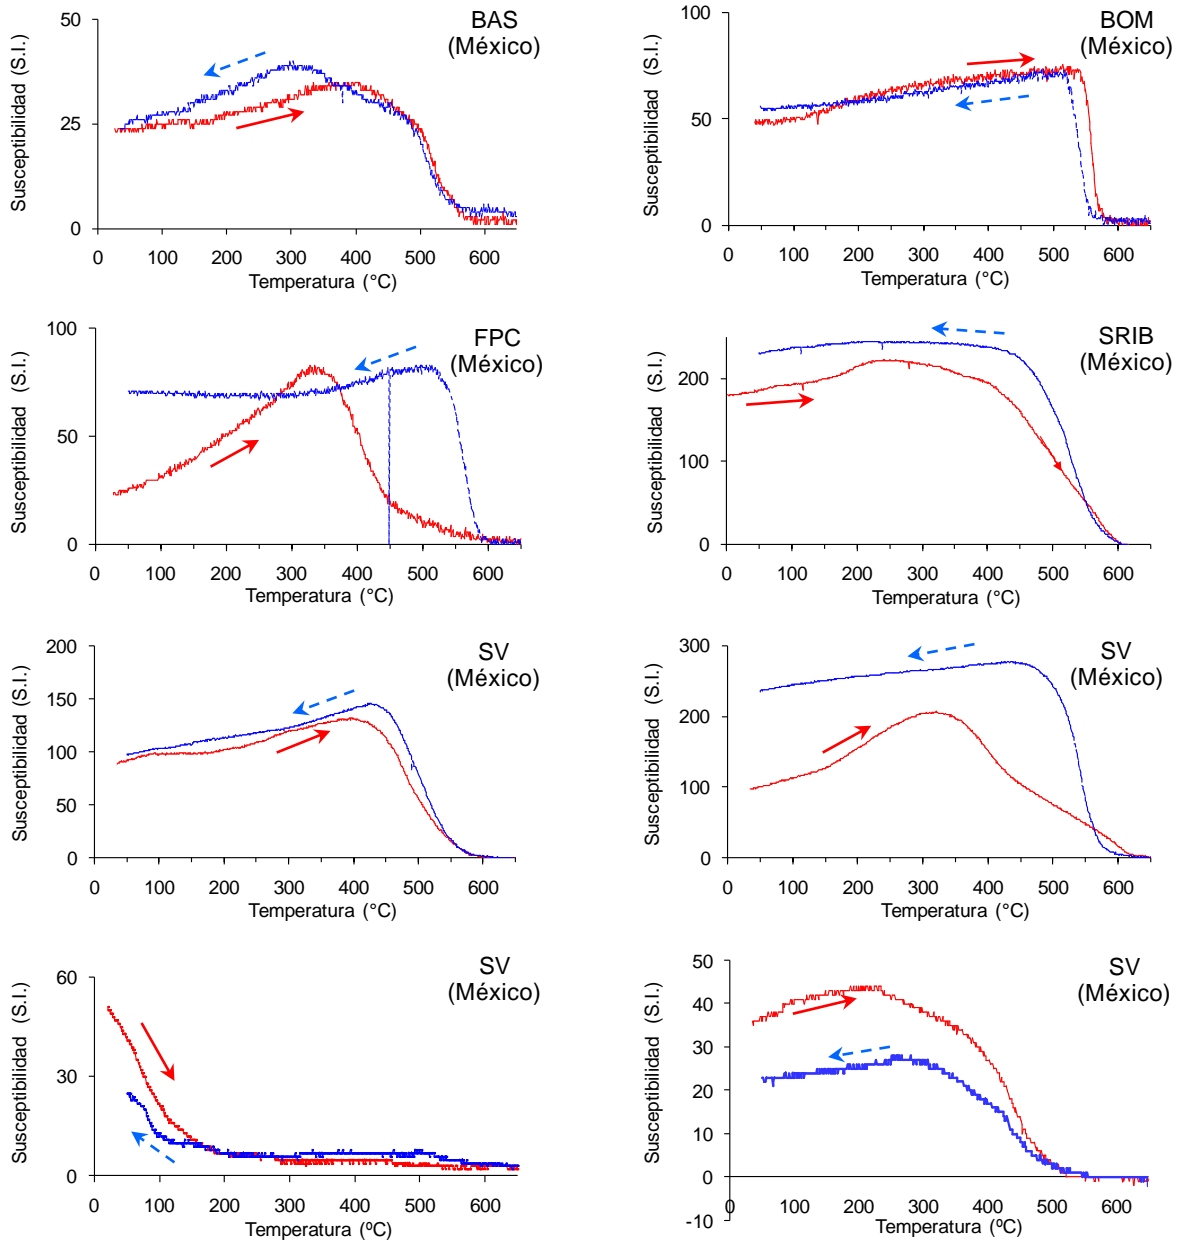 BAS
(México)
Susceptibilidad (S.I.)
50
25
0
0 100 200 300 400 500 600
Temperatura (°C)
BOM
(México)
Susceptibilidad (S.I.)
100
50
0
0 100 200 300 400 500 600
Temperatura (°C)
FPC
(México)
Susceptibilidad (S.I.)
100
50
0
0 100 200 300 400 500 600
Temperatura (°C)
SRIB
(México)
Susceptibilidad (S.I.)
200
100
0
0 100 200 300 400 500 600
Temperatura (°C)
SV
(México)
Susceptibilidad (S.I.)
200
150
100
50
0
0 100 200 300 400 500 600
Temperatura (°C)
SV
(México)
Susceptibilidad (S.I.)
300
200
100
0
0 100 200 300 400 500 600
Temperatura (°C)
SV
(México)
Susceptibilidad (S.I.)
60
30
0
0 100 200 300 400 500 600
Temperatura (ºC)
SV
(México)
Susceptibilidad (S.I.)
50
40
30
20
10
0
-10
0 100 200 300 400 500 600
Temperatura (ºC)